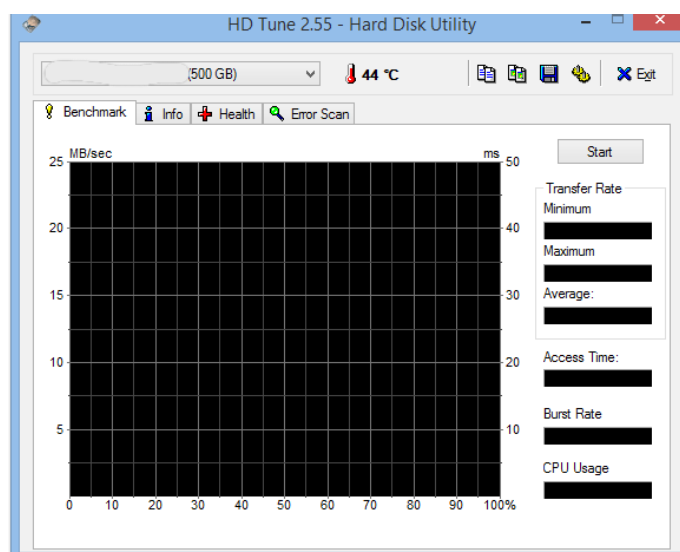 HD Tune 2.55 - Hard Disk Utility
(500 GB) 44 °C Exit
Benchmark Info Health Error Scan
MB/sec ms
25 50
20 40
15 30
10 20
5 10
0 10 20 30 40 50 60 70 80 90 100%
Start
Transfer Rate
Minimum
Maximum
Average:
Access Time:
Burst Rate
CPU Usage